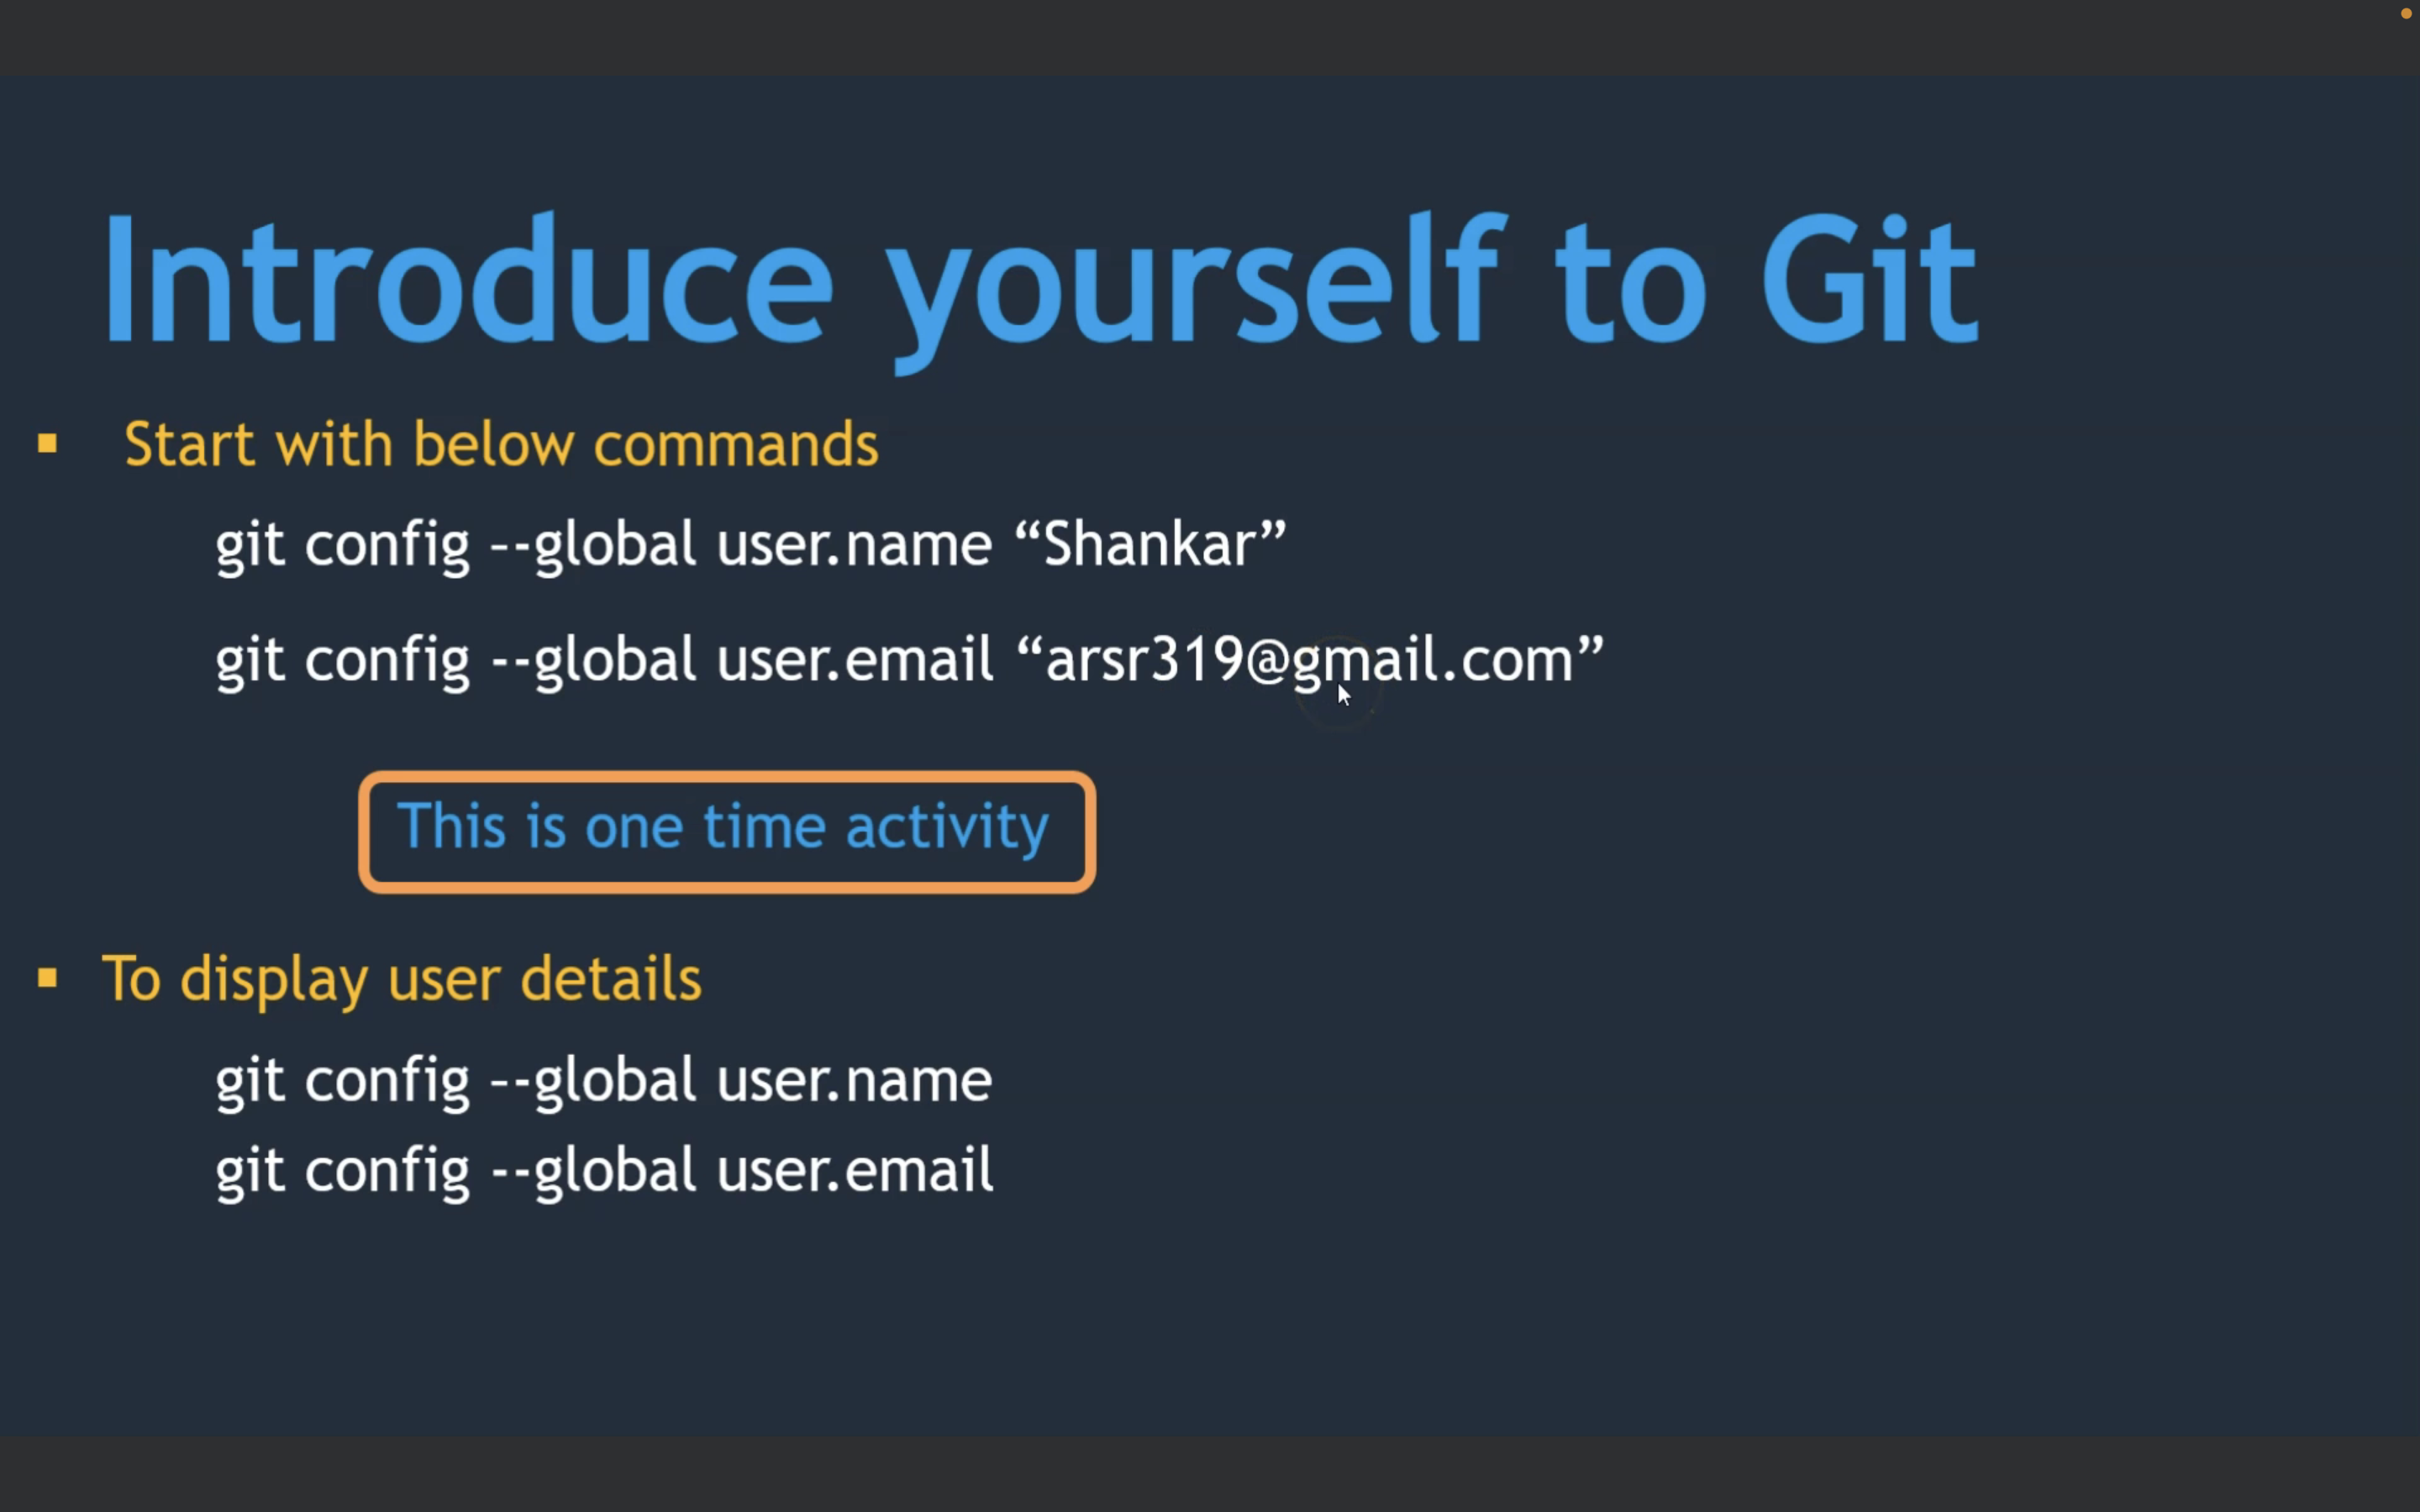 Introduce yourself to Git
▪ Start with below commands
git config --global user.name “Shankar”
git config --global user.email “arsr319@gmail.com”
This is one time activity
▪ To display user details
git config --global user.name
git config --global user.email